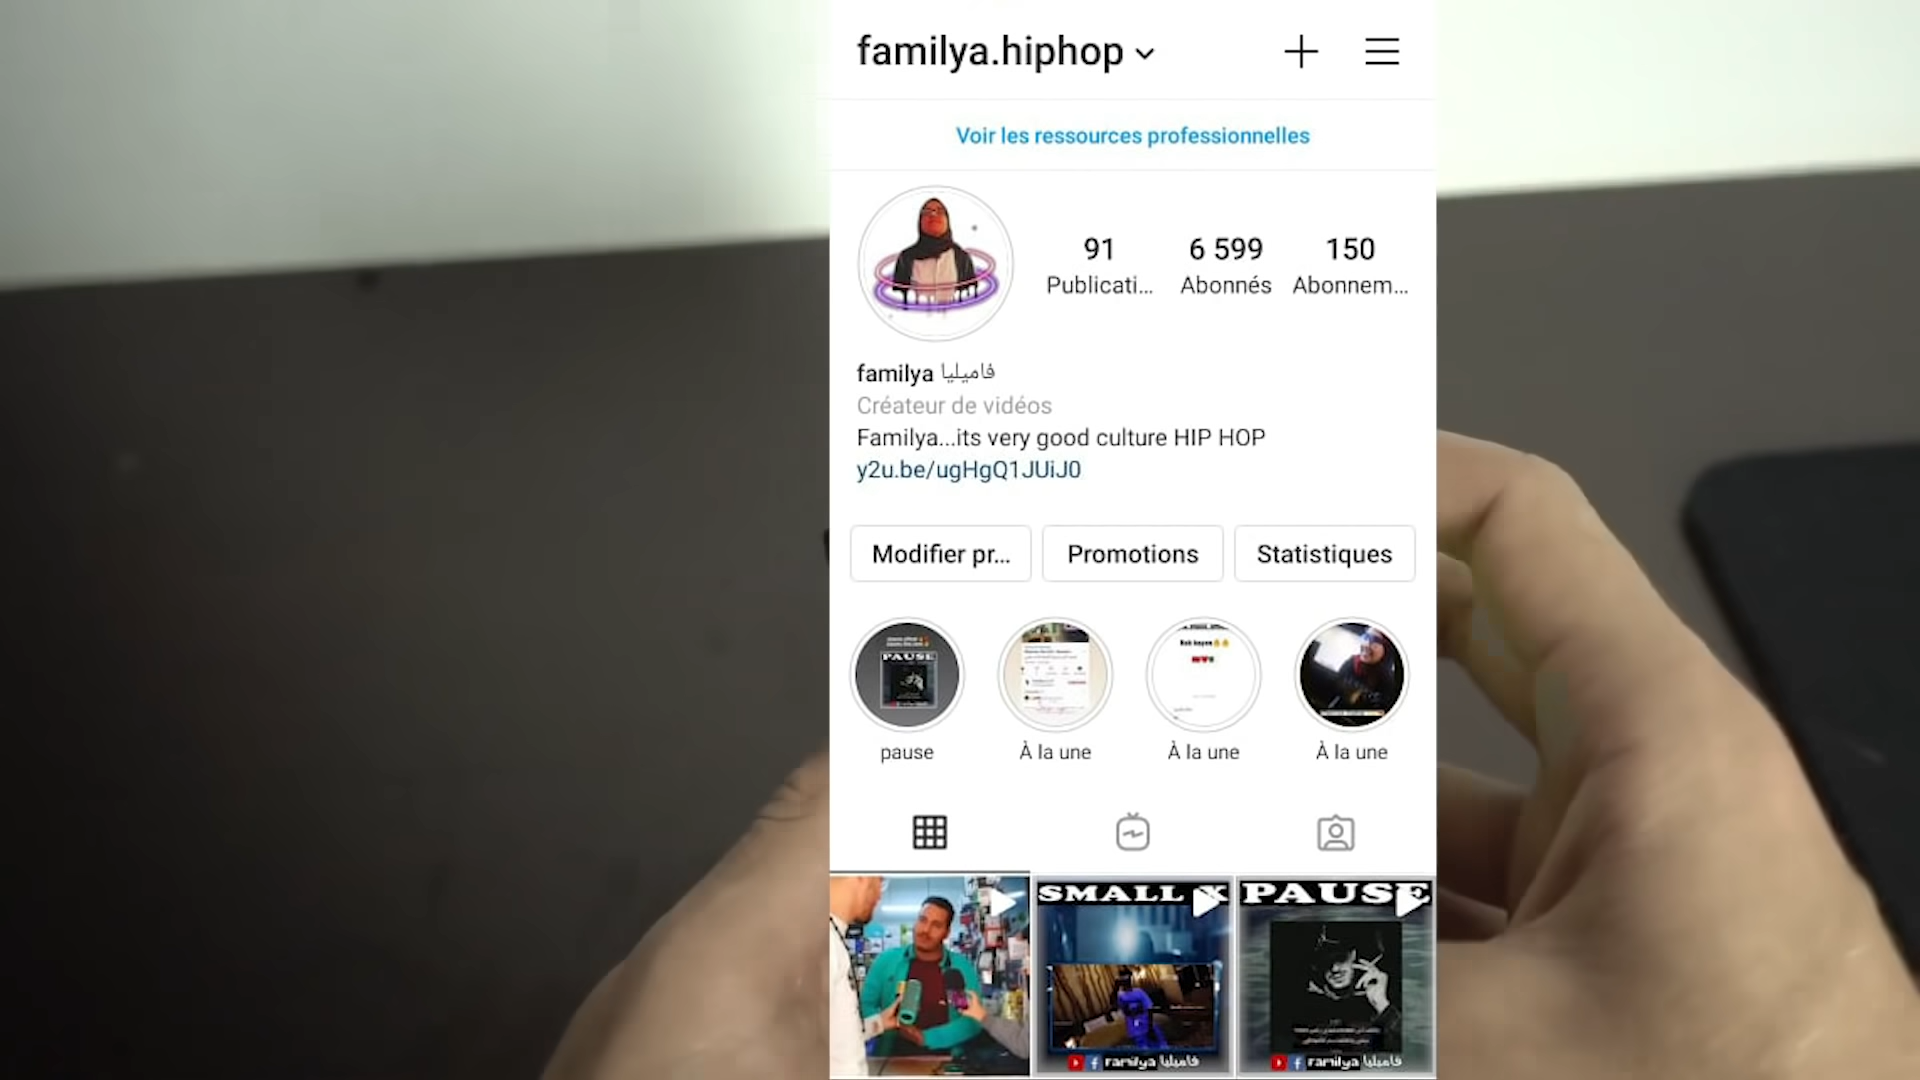 familya.hiphop
Voir les ressources professionnelles
91
6 599
150
Publicati...
Abonnés
Abonnem...
familya فاميليا
Créateur de vidéos
Familya...its very good culture HIP HOP
y2u.be/ugHgQ1JUiJ0
Modifier pr...
Promotions
Statistiques
PAUSE
pause
À la une
À la une
À la une
SMALL X
PAUSE
Familya فاميليا
Familya فاميليا